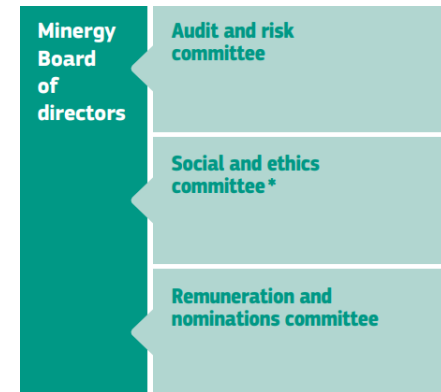 Minergy
Board
of
directors
Audit and risk
committee
Social and ethics
committee*
Remuneration and
nominations committee